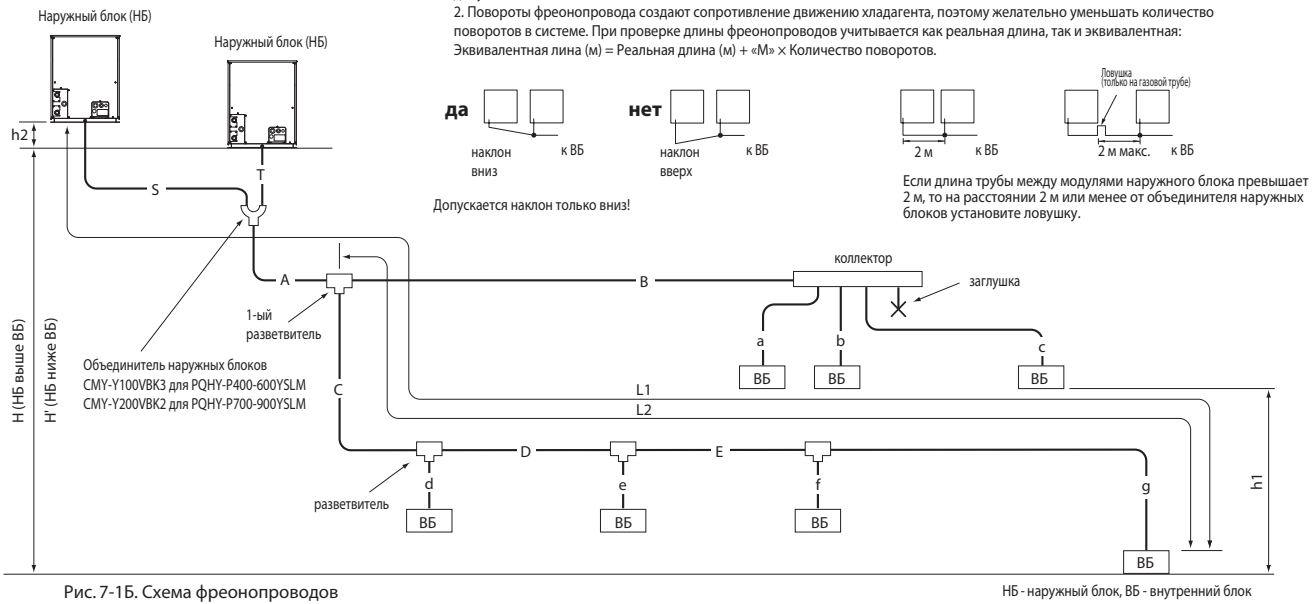 2. Повороты фреонопровода создают сопротивление движению хладагента, поэтому желательно уменьшать количество
поворотов в системе. При проверке длины фреонопроводов учитывается как реальная длина, так и эквивалентная:
Эквивалентная лина (м) = Реальная длина (м) + «М» × Количество поворотов.
Наружный блок (НБ)
Наружный блок (НБ)
да
наклон
вниз
к ВБ
нет
наклон
вверх
к ВБ
Допускается наклон только вниз!
2 м
к ВБ
Ловушка
(только на газовой трубе)
2 м макс.
к ВБ
Если длина трубы между модулями наружного блока превышает
2 м, то на расстоянии 2 м или менее от объединителя наружных
блоков установите ловушку.
h2
S
T
H (НБ выше ВБ)
H' (НБ ниже ВБ)
A
B
1-ый
разветвитель
коллектор
заглушка
Объединитель наружных блоков
CMY-Y100VBK3 для PQHY-P400-600YSLM
CMY-Y200VBK2 для PQHY-P700-900YSLM
a
b
c
ВБ
ВБ
ВБ
C
L1
L2
h1
D
E
разветвитель
d
e
f
g
ВБ
ВБ
ВБ
ВБ
Рис. 7-1Б. Схема фреонопроводов
НБ - наружный блок, ВБ - внутренний блок